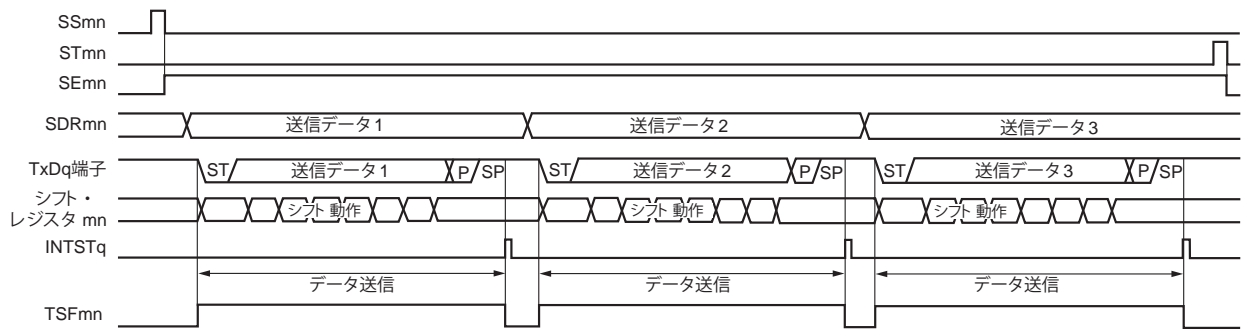 SSmn
STmn
SEmn
SDRmn 送信データ1 送信データ2 送信データ3
TxDq端子 ST 送信データ1 P SP ST 送信データ2 P SP ST 送信データ3 P SP
シフト・
レジスタ mn シフト 動作 シフト 動作 シフト 動作
INTSTq
データ送信 データ送信 データ送信
TSFmn